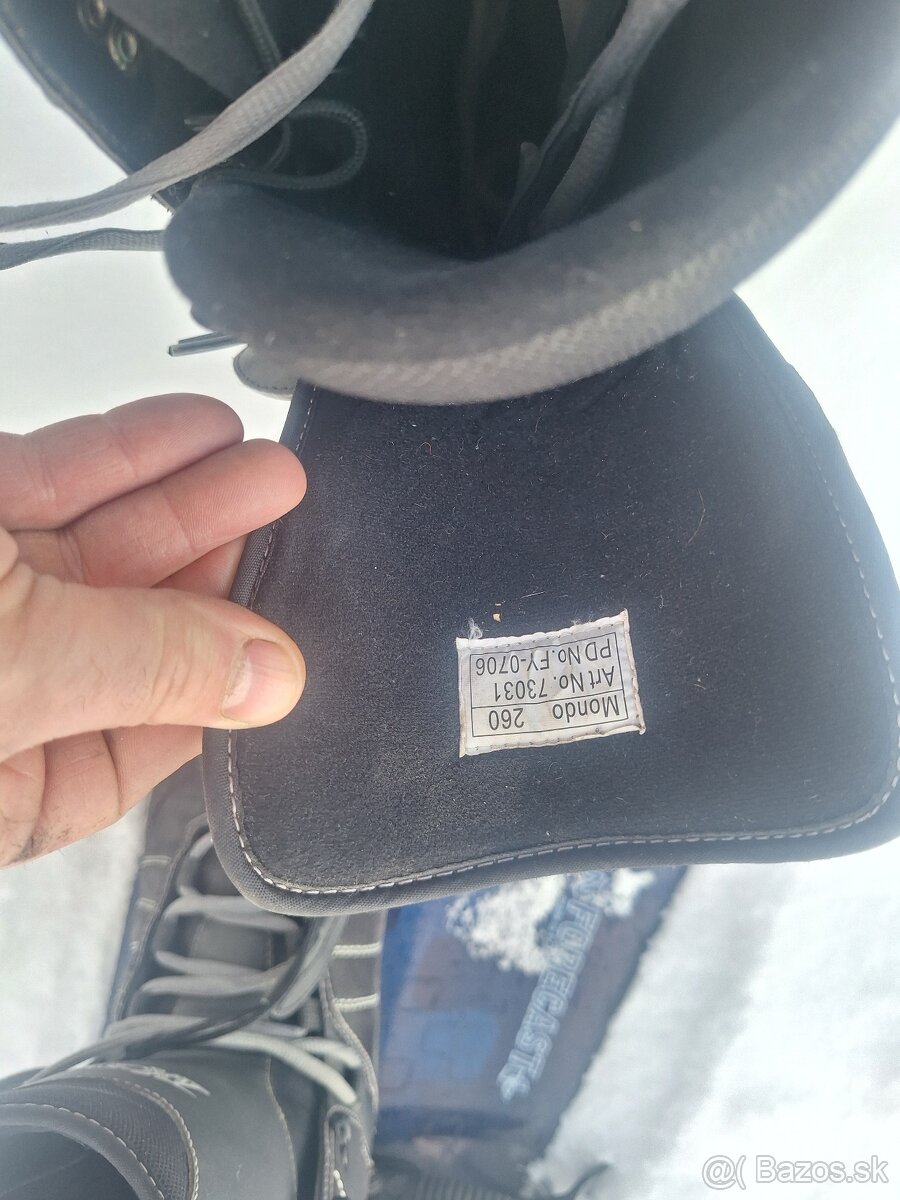 Mondo 260
Art No. 73031
PD No.FY-0706
FORECAST
@( Bazos.sk